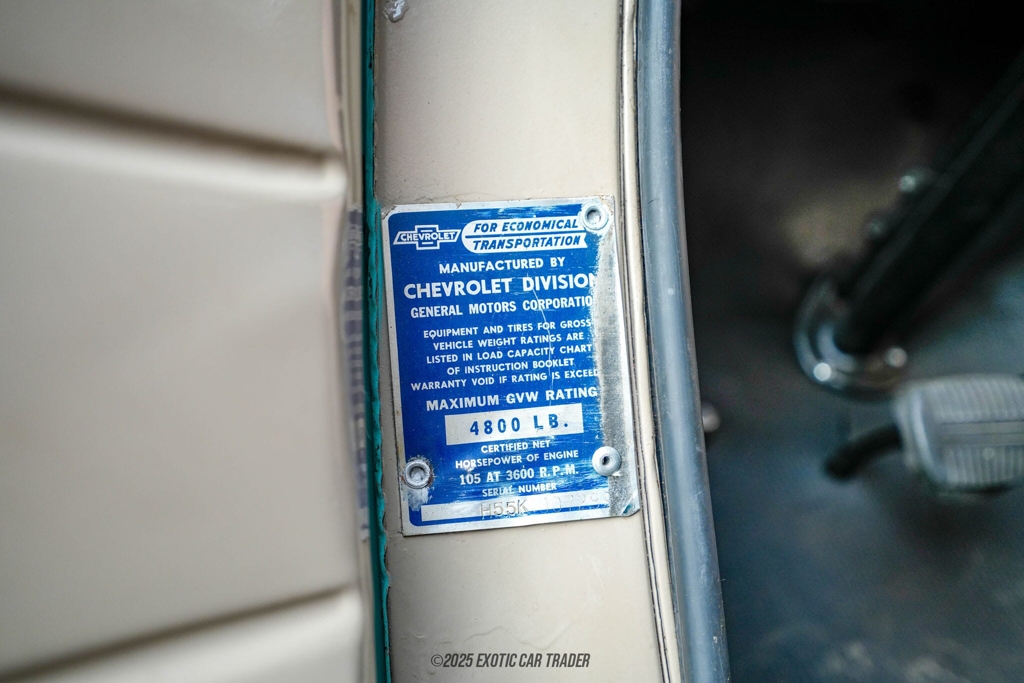 CHEVROLET
FOR ECONOMICAL
TRANSPORTATION
MANUFACTURED BY
CHEVROLET DIVISION
GENERAL MOTORS CORPORATIO
EQUIPMENT AND TIRES FOR GROSS
VEHICLE WEIGHT RATINGS ARE
LISTED IN LOAD CAPACITY CHART
OF INSTRUCTION BOOKLET
WARRANTY VOID IF RATING IS EXCEED
MAXIMUM GVW RATING
4800 LB.
CERTIFIED NET
HORSEPOWER OF ENGINE
105 AT 3600 R.P.M.
SERIAL NUMBER
H55K
©2025 EXOTIC CAR TRADER